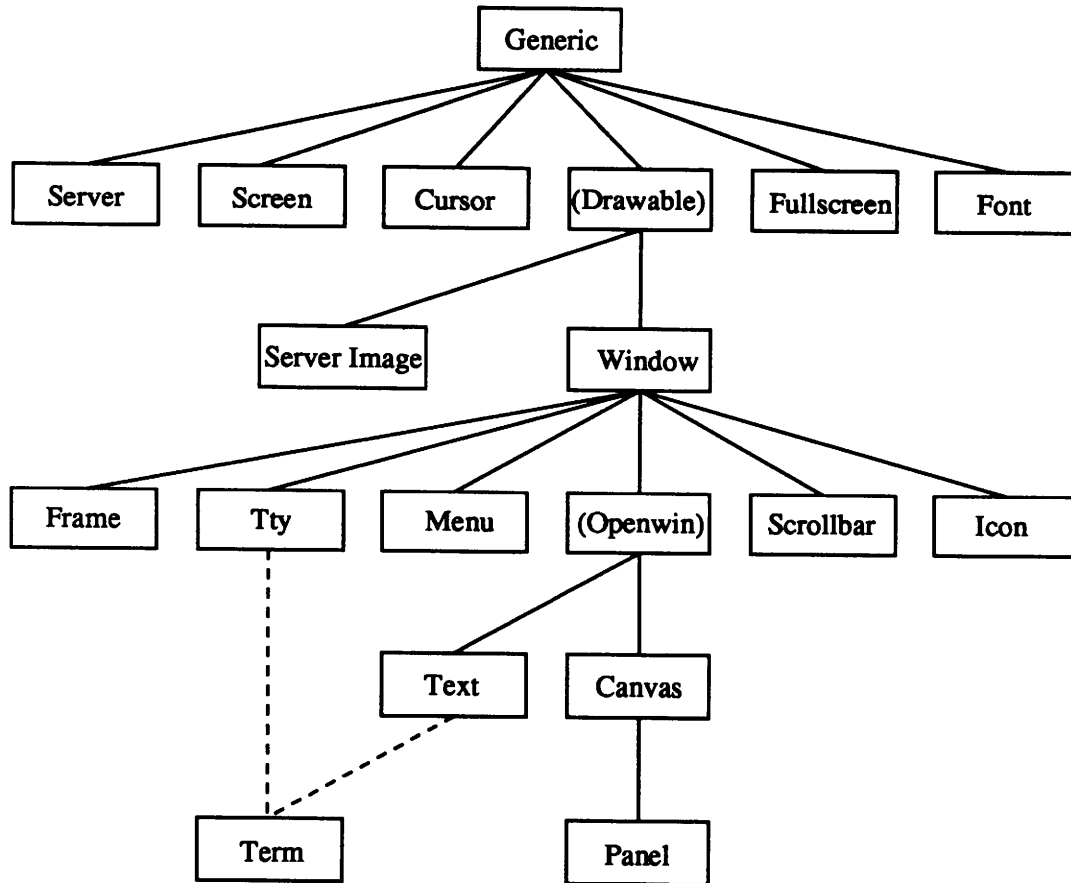 Generic
Server
Screen
Cursor
(Drawable)
Fullscreen
Font
Server Image
Window
Frame
Tty
Menu
(Openwin)
Scrollbar
Icon
Text
Canvas
Term
Panel